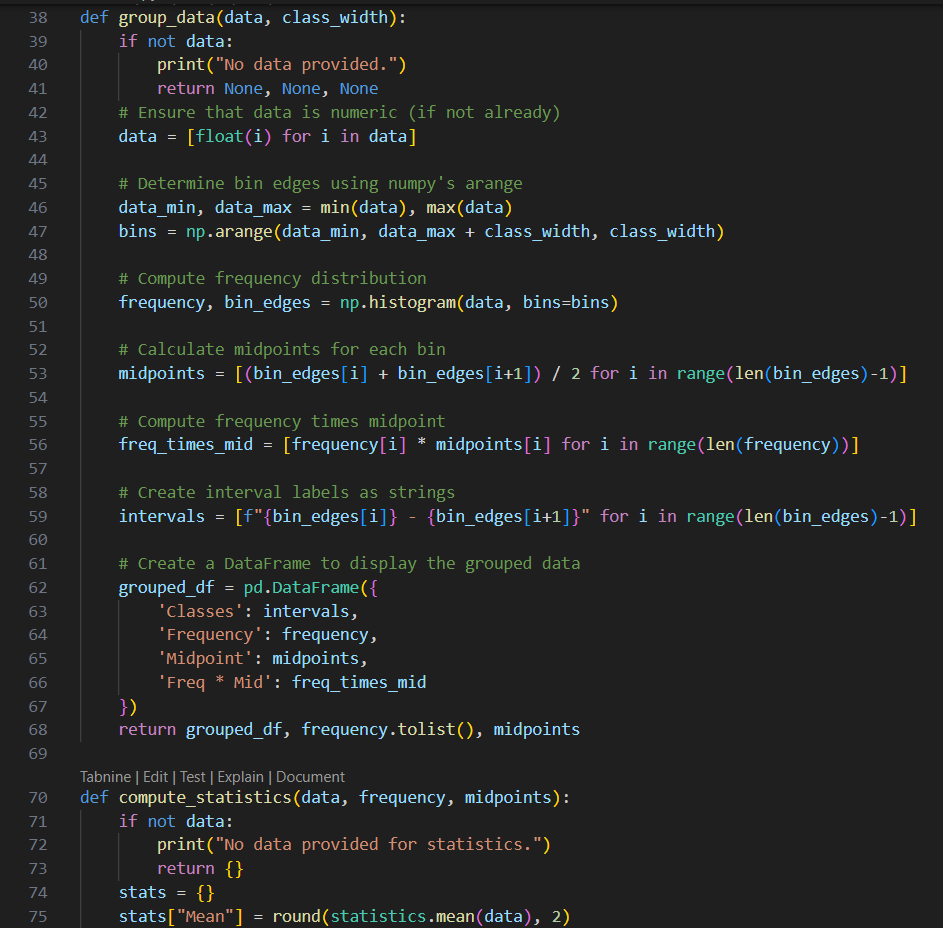 38 def group_data(data, class_width):
39     if not data:
40         print("No data provided.")
41         return None, None, None
42     # Ensure that data is numeric (if not already)
43     data = [float(i) for i in data]
44
45     # Determine bin edges using numpy's arange
46     data_min, data_max = min(data), max(data)
47     bins = np.arange(data_min, data_max + class_width, class_width)
48
49     # Compute frequency distribution
50     frequency, bin_edges = np.histogram(data, bins=bins)
51
52     # Calculate midpoints for each bin
53     midpoints = [(bin_edges[i] + bin_edges[i+1]) / 2 for i in range(len(bin_edges)-1)]
54
55     # Compute frequency times midpoint
56     freq_times_mid = [frequency[i] * midpoints[i] for i in range(len(frequency))]
57
58     # Create interval labels as strings
59     intervals = [f"{bin_edges[i]} - {bin_edges[i+1]}" for i in range(len(bin_edges)-1)]
60
61     # Create a DataFrame to display the grouped data
62     grouped_df = pd.DataFrame({
63         'Classes': intervals,
64         'Frequency': frequency,
65         'Midpoint': midpoints,
66         'Freq * Mid': freq_times_mid
67     })
68     return grouped_df, frequency.tolist(), midpoints
69
Tabnine | Edit | Test | Explain | Document
70 def compute_statistics(data, frequency, midpoints):
71     if not data:
72         print("No data provided for statistics.")
73         return {}
74     stats = {}
75     stats["Mean"] = round(statistics.mean(data), 2)